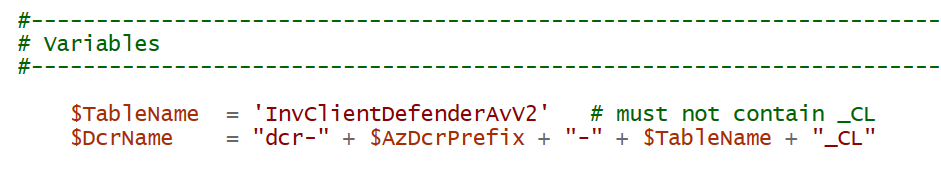 #----------------------------------------------------------------------
# Variables
#----------------------------------------------------------------------
$TableName  = 'InvClientDefenderAvV2'   # must not contain _CL
$DcrName    = "dcr-" + $AzDcrPrefix + "-" + $TableName + "_CL"